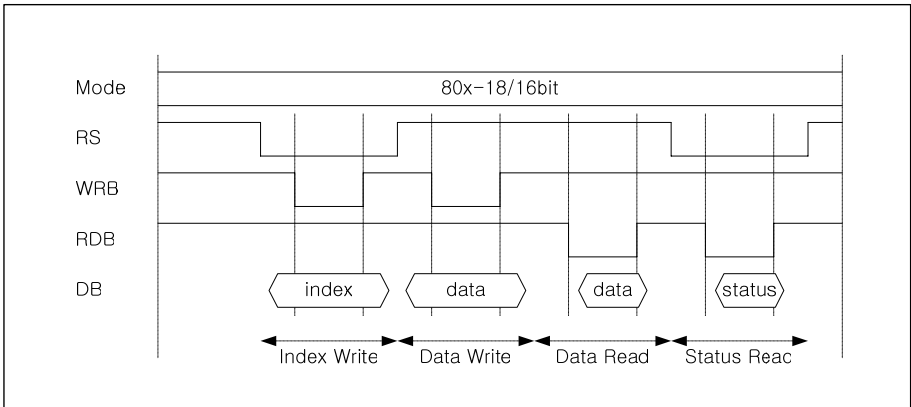 Mode 80x-18/16bit
RS
WRB
RDB
DB index data data status
Index Write Data Write Data Read Status Reac